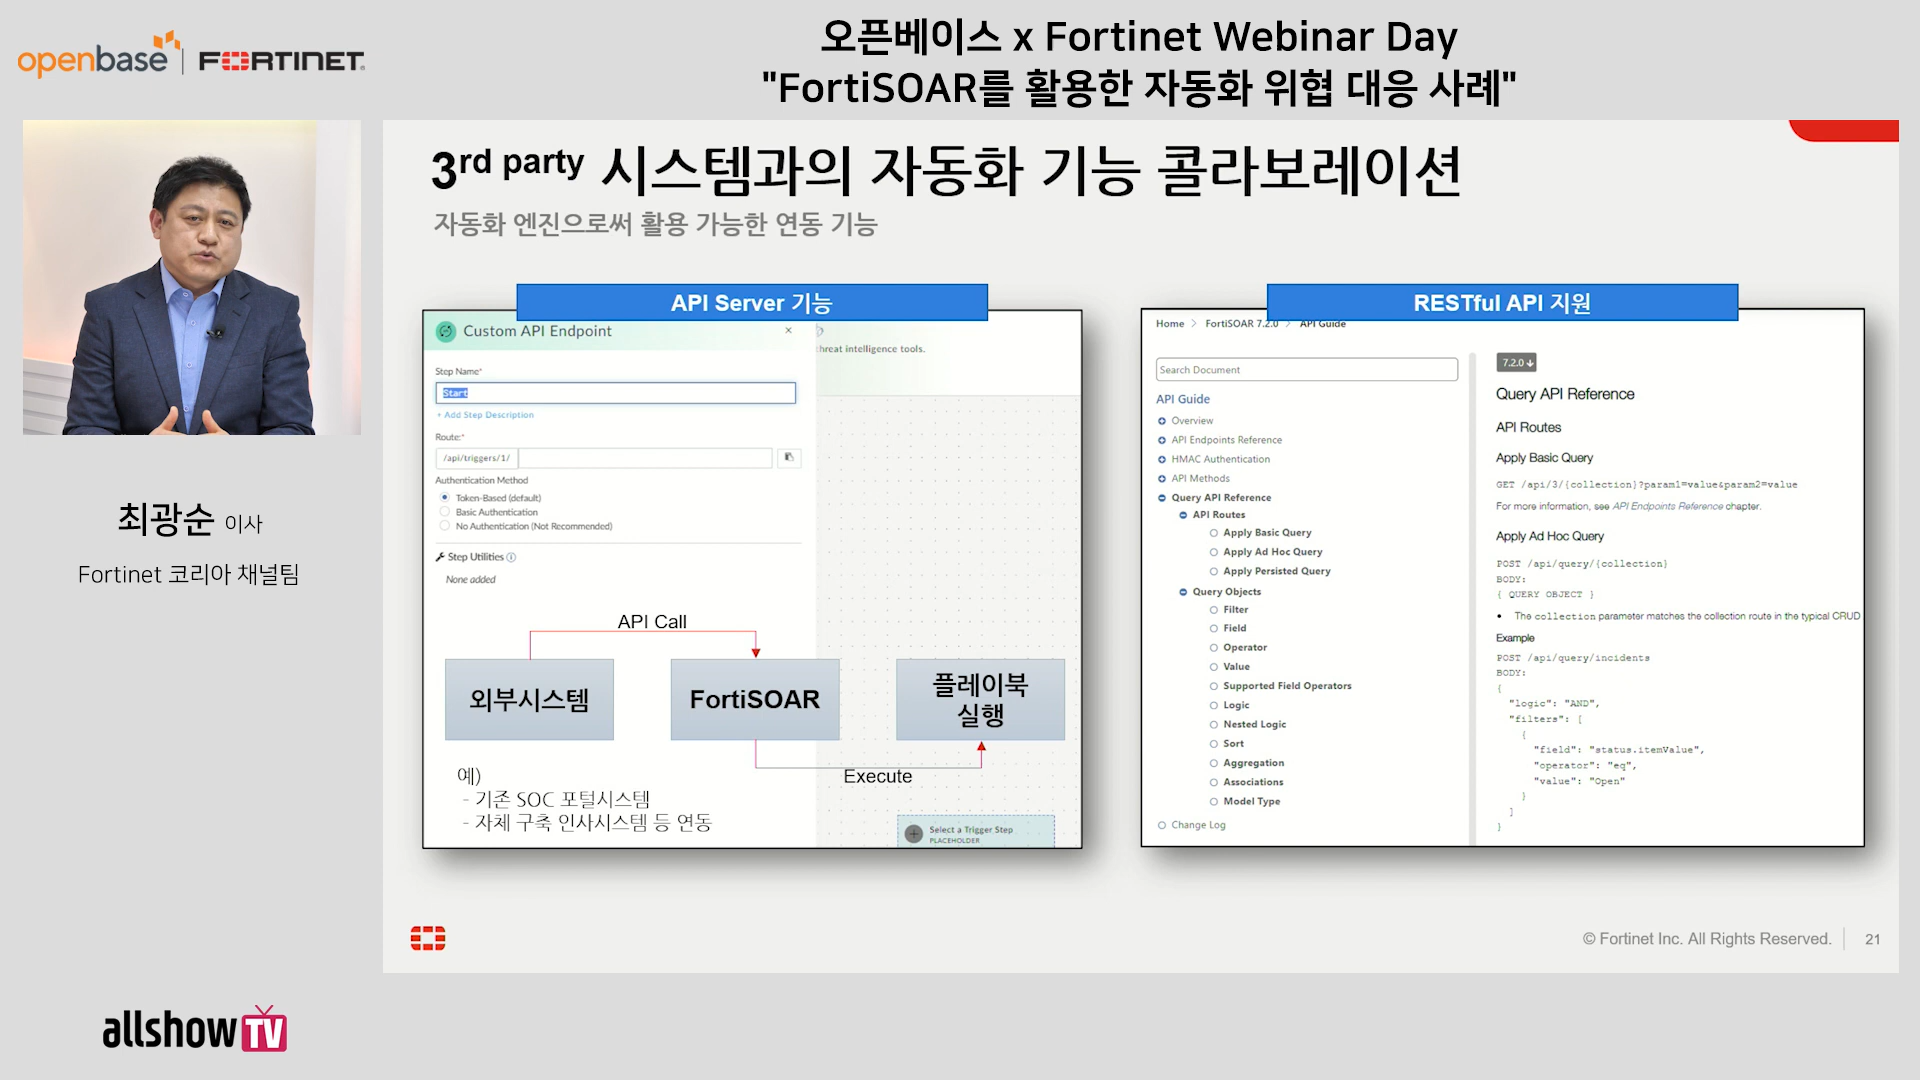 openbase
FORTINET
오픈베이스 x Fortinet Webinar Day
"FortiSOAR를 활용한 자동화 위협 대응 사례"
최광순 이사
Fortinet 코리아 채널팀
allshow TV
3rd party 시스템과의 자동화 기능 콜라보레이션
자동화 엔진으로써 활용 가능한 연동 기능
API Server 기능
Custom API Endpoint
threat intelligence tools.
Step Name*
Start
+ Add Step Description
Route:*
/api/triggers/1/
Authentication Method
Token-Based (default)
Basic Authentication
No Authentication (Not Recommended)
Step Utilities
None added
API Call
외부시스템
FortiSOAR
플레이북
실행
Execute
예)
- 기존 SOC 포털시스템
- 자체 구축 인사시스템 등 연동
Select a Trigger Step
PLACEHOLDER
RESTful API 지원
Home > FortiSOAR 7.2.0 > API Guide
Search Document
API Guide
Overview
API Endpoints Reference
HMAC Authentication
API Methods
Query API Reference
API Routes
Apply Basic Query
Apply Ad Hoc Query
Apply Persisted Query
Query Objects
Filter
Field
Operator
Value
Supported Field Operators
Logic
Nested Logic
Sort
Aggregation
Associations
Model Type
Change Log
7.2.0
Query API Reference
API Routes
Apply Basic Query
GET /api/3/{collection}?param1=value&param2=value
For more information, see API Endpoints Reference chapter.
Apply Ad Hoc Query
POST /api/query/{collection}
BODY:
{ QUERY OBJECT }
• The collection parameter matches the collection route in the typical CRUD
Example
POST /api/query/incidents
BODY:
{
"logic": "AND",
"filters": [
{
"field": "status.itemValue",
"operator": "eq",
"value": "Open"
}
]
}
© Fortinet Inc. All Rights Reserved.
21